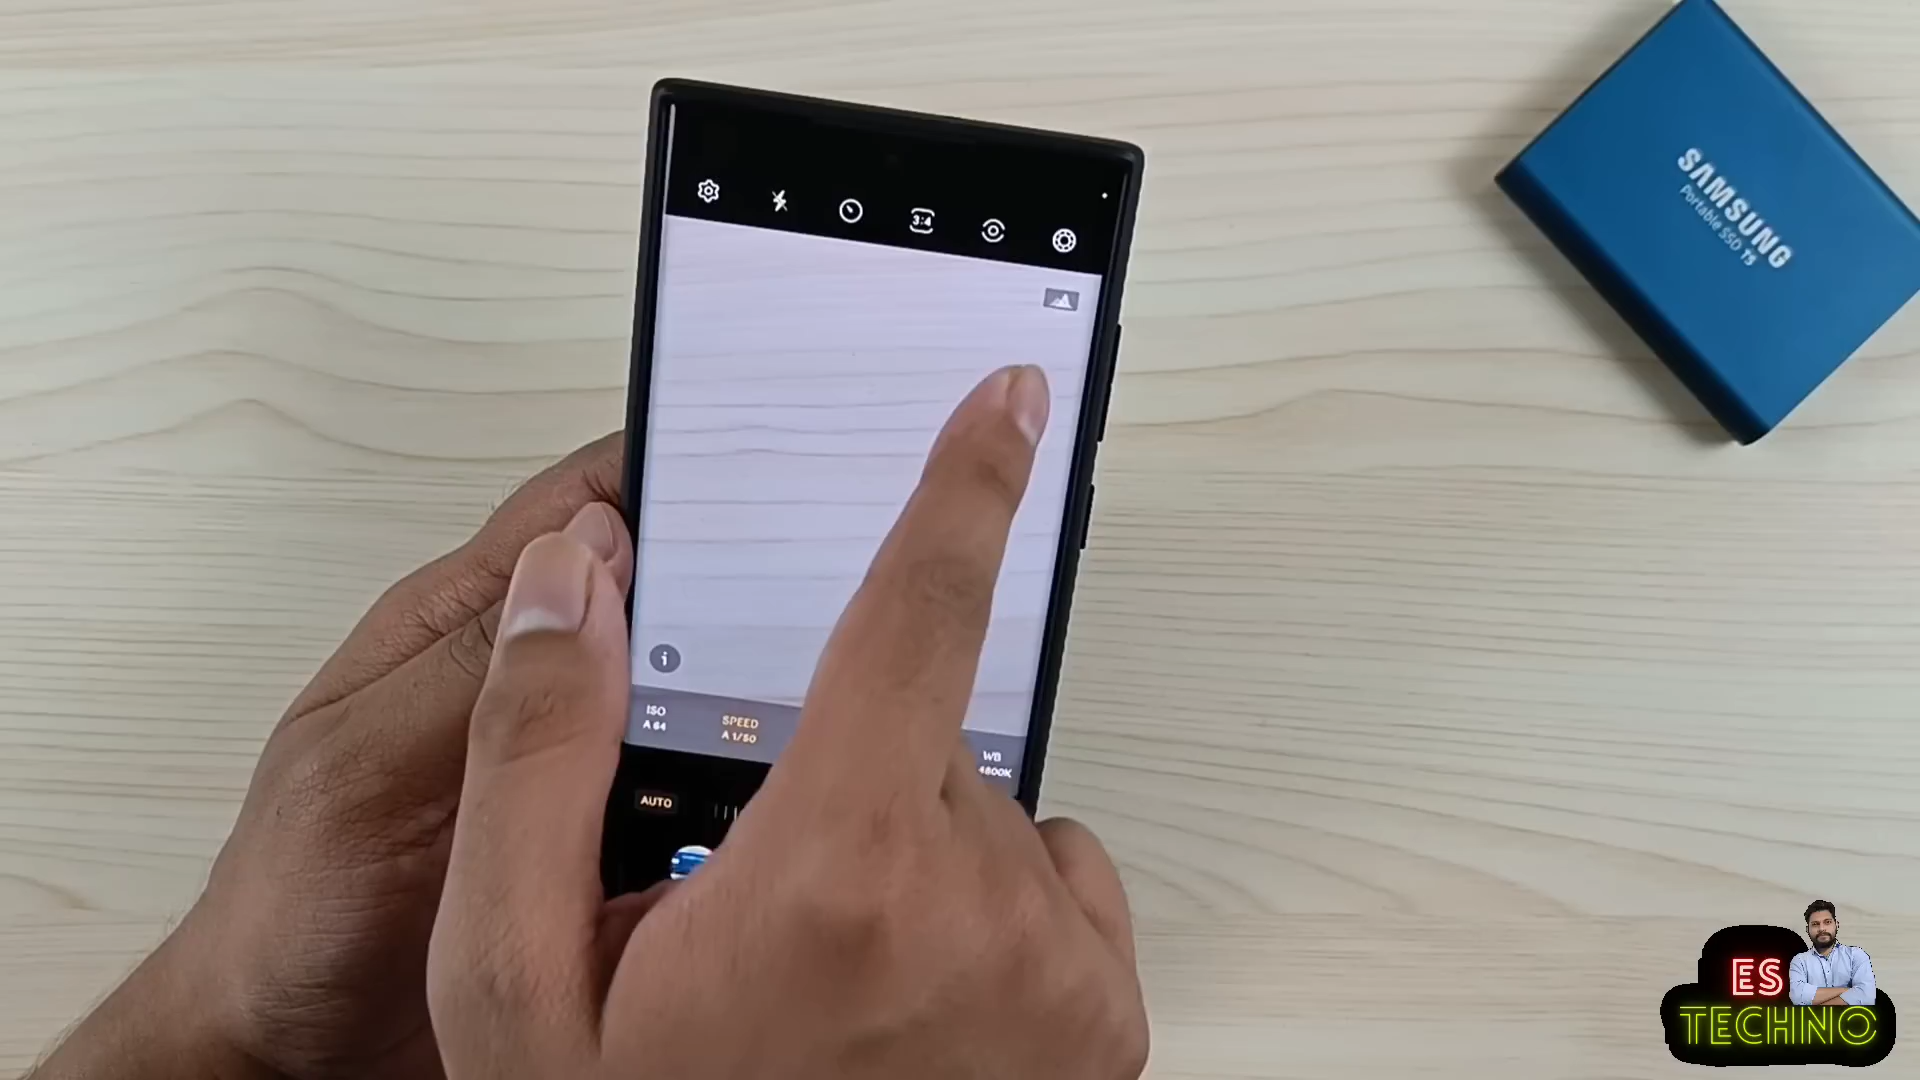 3:4
i
ISO
A 64
SPEED
A 1/50
WB
4800K
AUTO
SAMSUNG
Portable SSD T5
ES
TECHNO